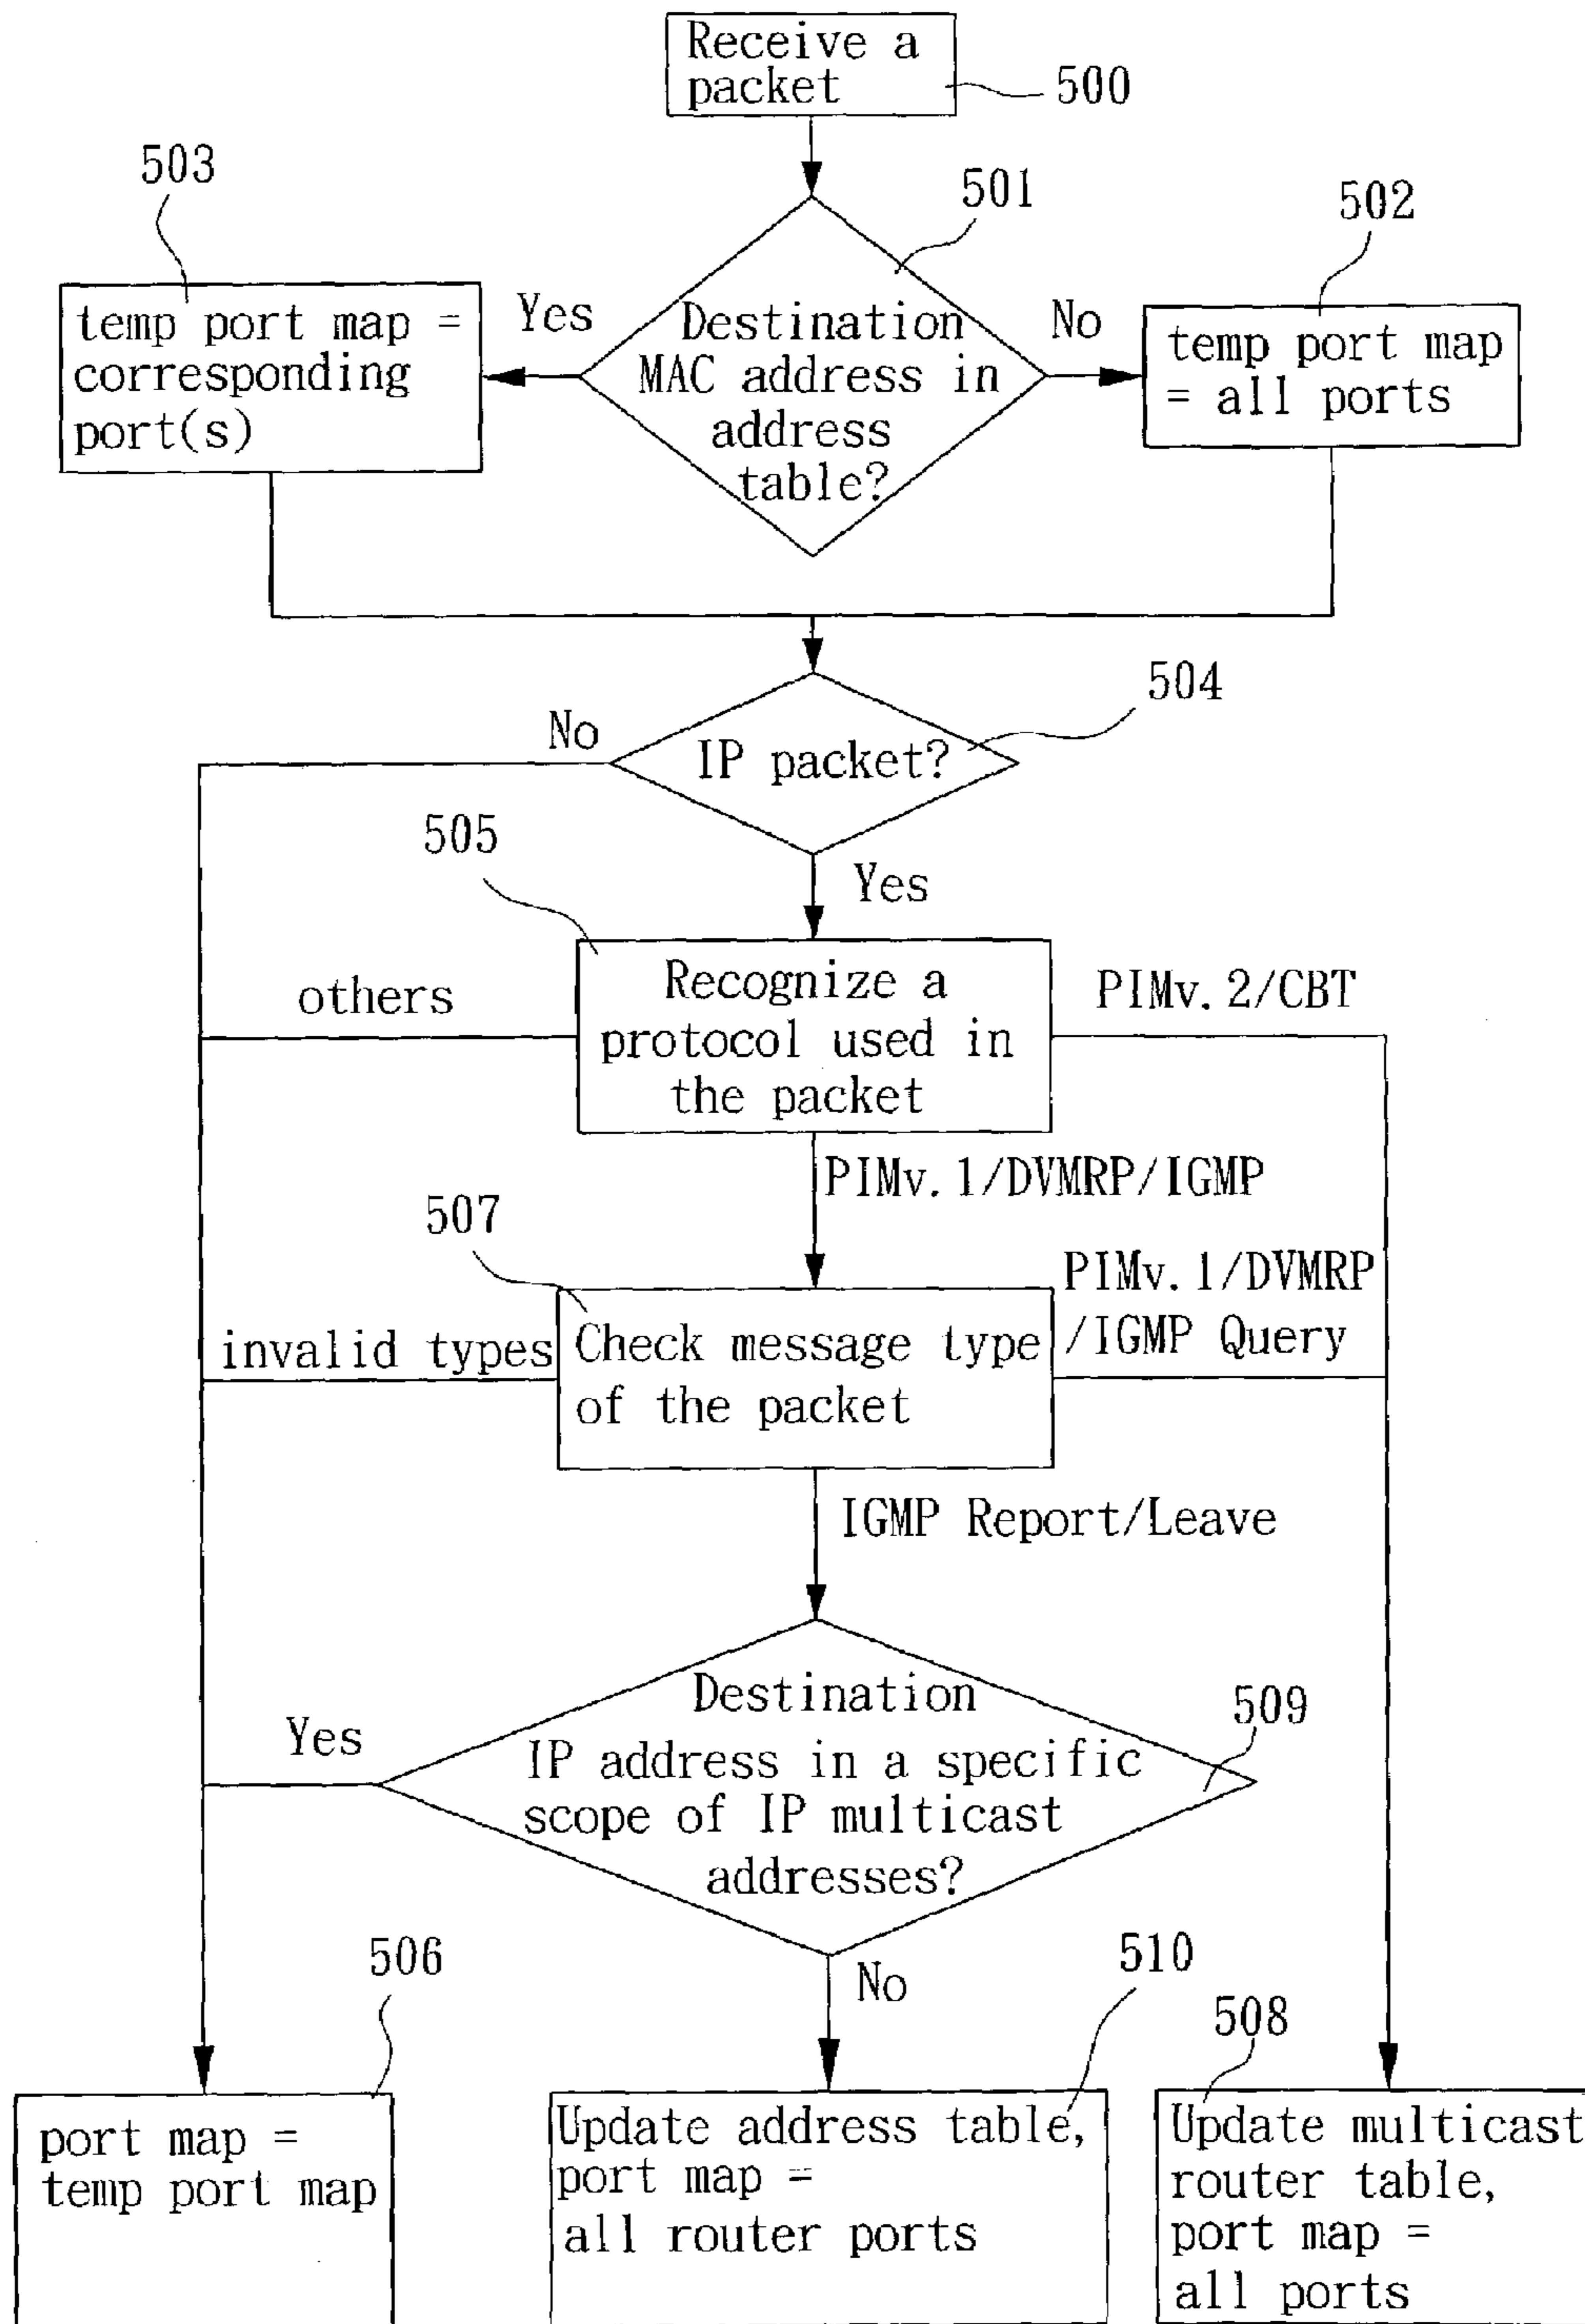 Receive a
packet
500
503
501
502
temp port map =
corresponding
port(s)
Yes
Destination
MAC address in
address
table?
No
temp port map
= all ports
504
No
IP packet?
505
Yes
others
Recognize a
protocol used in
the packet
PIMv.2/CBT
PIMv.1/DVMRP/IGMP
507
PIMv.1/DVMRP
/IGMP Query
invalid types
Check message type
of the packet
IGMP Report/Leave
Destination
IP address in a specific
scope of IP multicast
addresses?
509
Yes
506
No
510
508
port map =
temp port map
Update address table,
port map =
all router ports
Update multicast
router table,
port map =
all ports